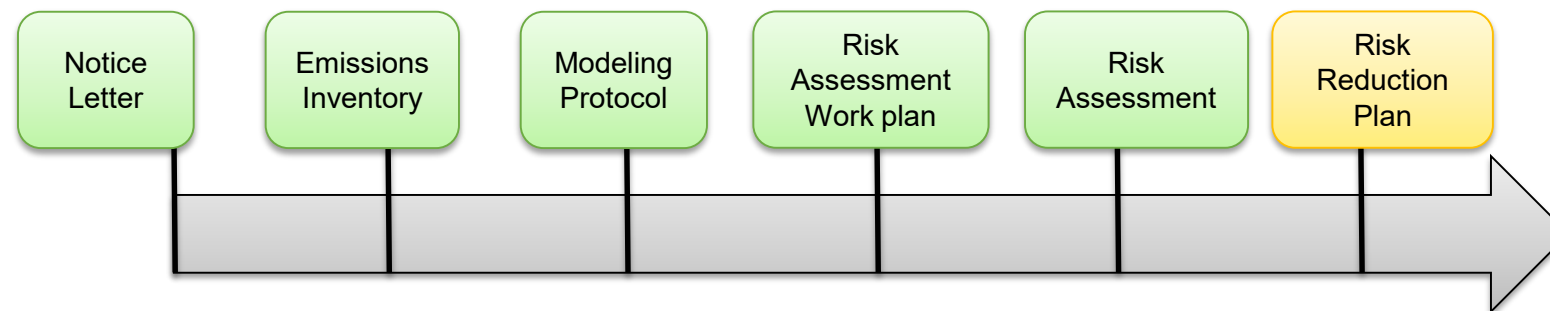 Notice
Letter
Emissions
Inventory
Modeling
Protocol
Risk
Assessment
Work plan
Risk
Assessment
Risk
Reduction
Plan